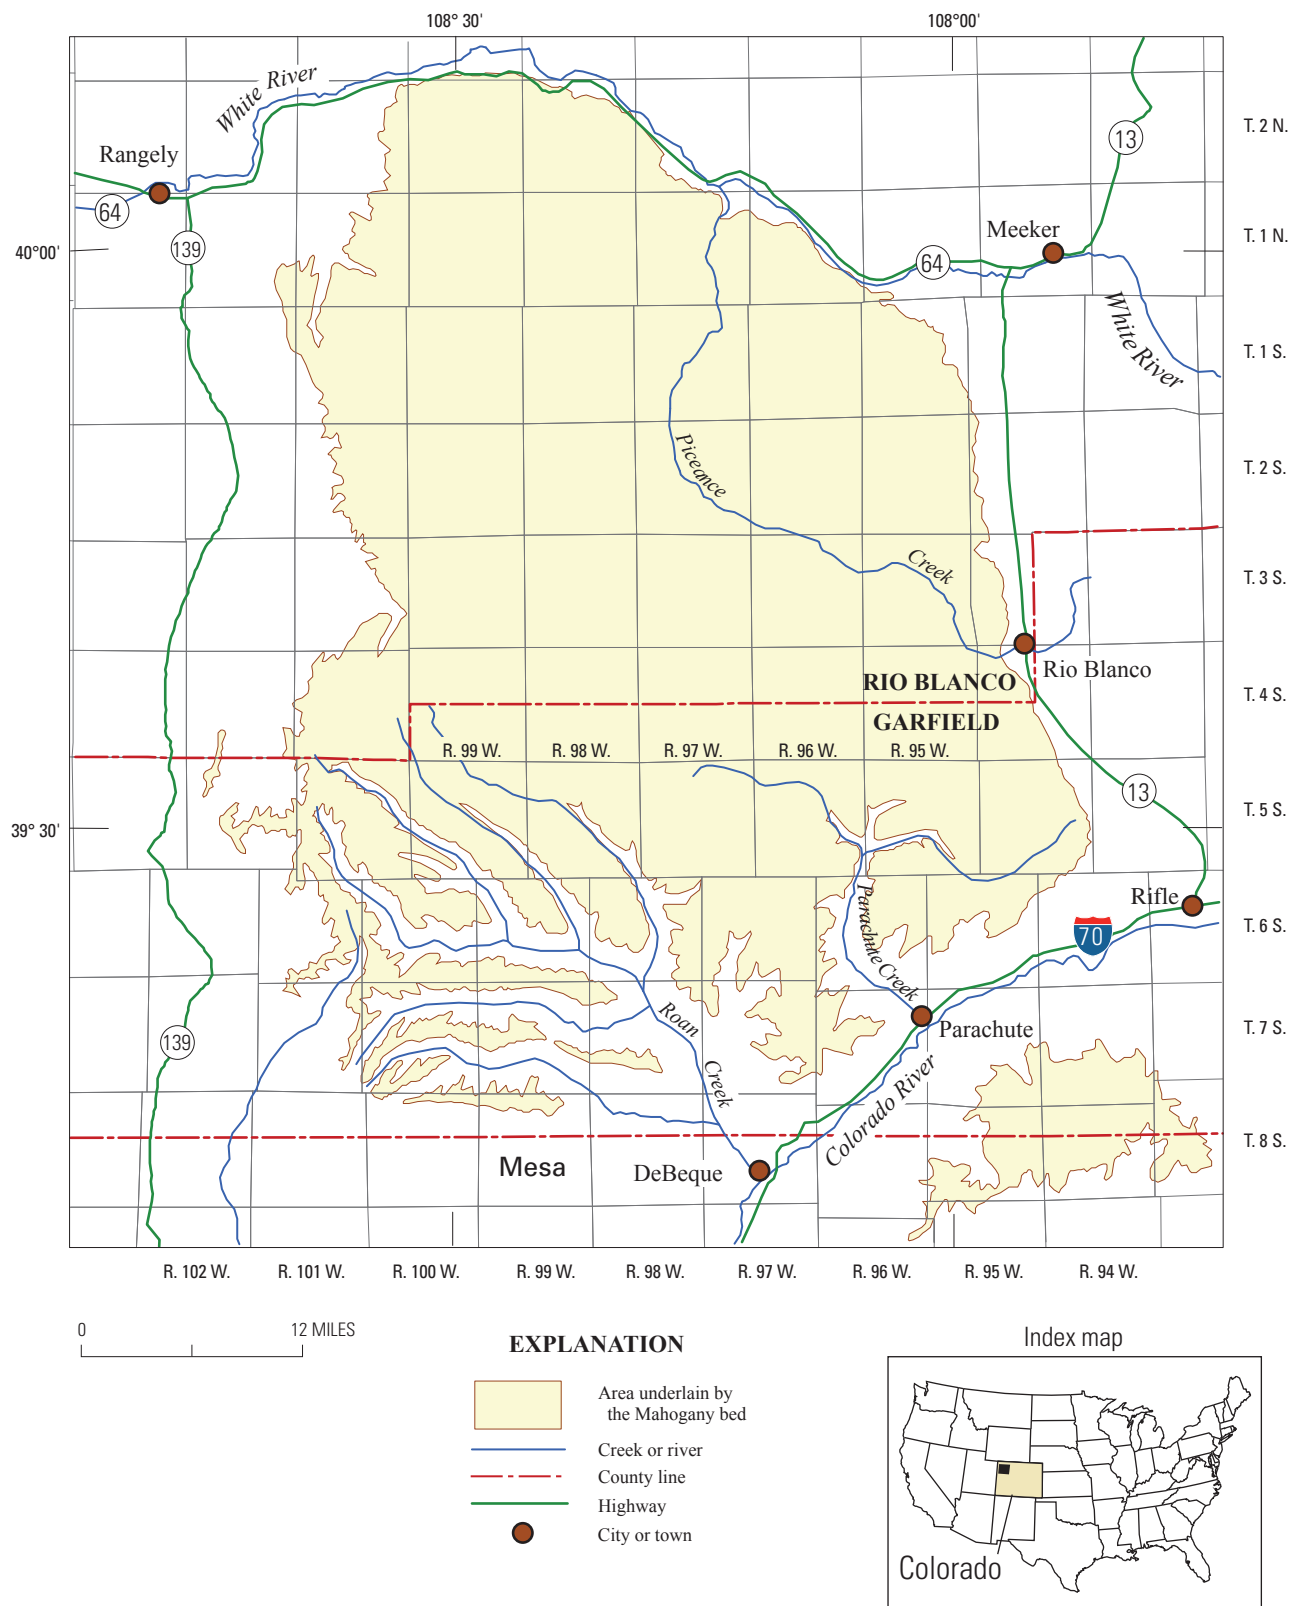 108° 30'
108° 00'
White River
T. 2 N.
13
Rangely
64
139
Meeker
T. 1 N.
40° 00'
64
White River
T. 1 S.
Piceance
T. 2 S.
Creek
T. 3 S.
Rio Blanco
RIO BLANCO
T. 4 S.
GARFIELD
R. 99 W.
R. 98 W.
R. 97 W.
R. 96 W.
R. 95 W.
13
T. 5 S.
39° 30'
Rifle
Parachute Creek
T. 6 S.
70
Roan
Parachute
T. 7 S.
139
Creek
Colorado River
T. 8 S.
Mesa
DeBeque
R. 102 W.
R. 101 W.
R. 100 W.
R. 99 W.
R. 98 W.
R. 97 W.
R. 96 W.
R. 95 W.
R. 94 W.
0
12 MILES
EXPLANATION
Area underlain by
the Mahogany bed
Creek or river
County line
Highway
City or town
Index map
Colorado